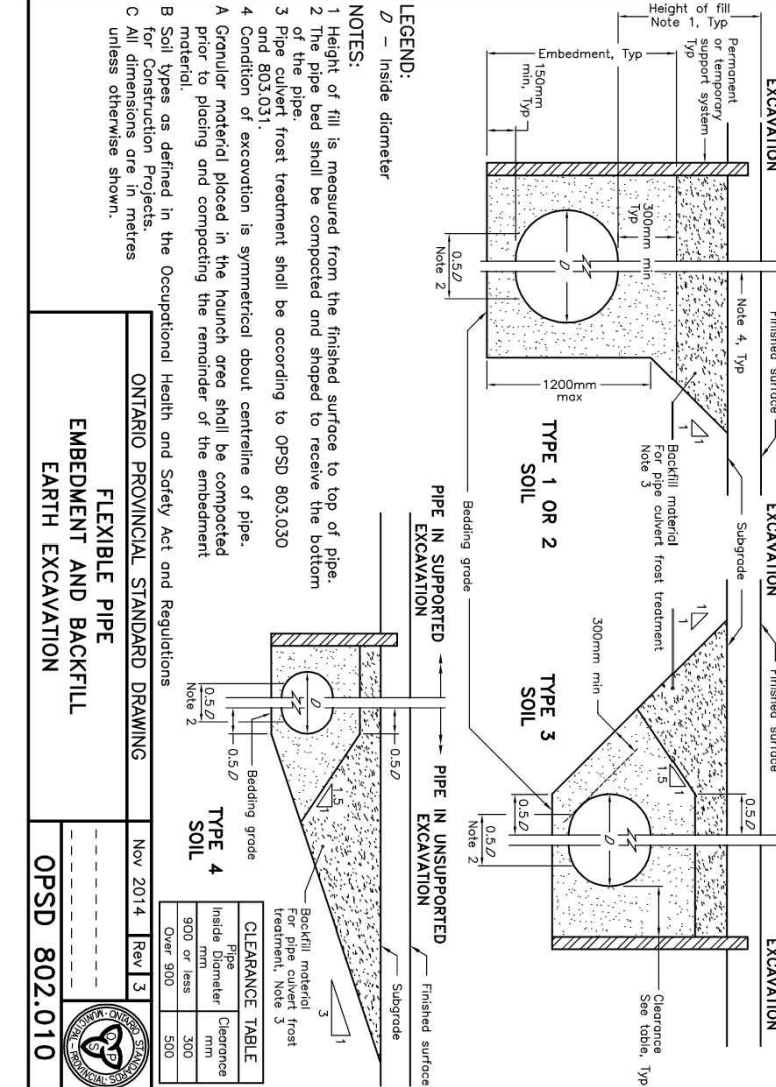 EXCAVATION
EXCAVATION
EXCAVATION
Height of fill
Note 1, Typ
Finished surface
Finished surface
Permanent
or temporary
support system
Typ
Note 4, Typ
Subgrade
0.5D
Embedment, Typ
300mm min
Typ
1
1
Backfill material
For pipe culvert frost treatment
Note 3
1
1
1.5
1
150mm
min, Typ
D
1200mm
max
300mm min
D
Clearance
See table, Typ
0.5D
Note 2
TYPE 1 OR 2
SOIL
TYPE 3
SOIL
0.5D
0.5D
Note 2
Bedding grade
PIPE IN SUPPORTED
EXCAVATION
PIPE IN UNSUPPORTED
EXCAVATION
Finished surface
Subgrade
0.5D
D
1.5
1
3
1
Backfill material
For pipe culvert frost
treatment, Note 3
0.5D
Note 2
0.5D
Bedding grade
TYPE 4
SOIL
LEGEND:
D – Inside diameter
NOTES:
1 Height of fill is measured from the finished surface to top of pipe.
2 The pipe bed shall be compacted and shaped to receive the bottom
of the pipe.
3 Pipe culvert frost treatment shall be according to OPSD 803.030
and 803.031.
4 Condition of excavation is symmetrical about centreline of pipe.
A Granular material placed in the haunch area shall be compacted
prior to placing and compacting the remainder of the embedment
material.
B Soil types as defined in the Occupational Health and Safety Act and Regulations
for Construction Projects.
C All dimensions are in metres
unless otherwise shown.
CLEARANCE TABLE
Pipe
Inside Diameter
mm
Clearance
mm
900 or less 300
Over 900 500
ONTARIO PROVINCIAL STANDARD DRAWING
Nov 2014 Rev 3
FLEXIBLE PIPE
EMBEDMENT AND BACKFILL
EARTH EXCAVATION
OPSD 802.010
ONTARIO STANDARDS
MUNICIPAL – PROVINCIAL
OPS